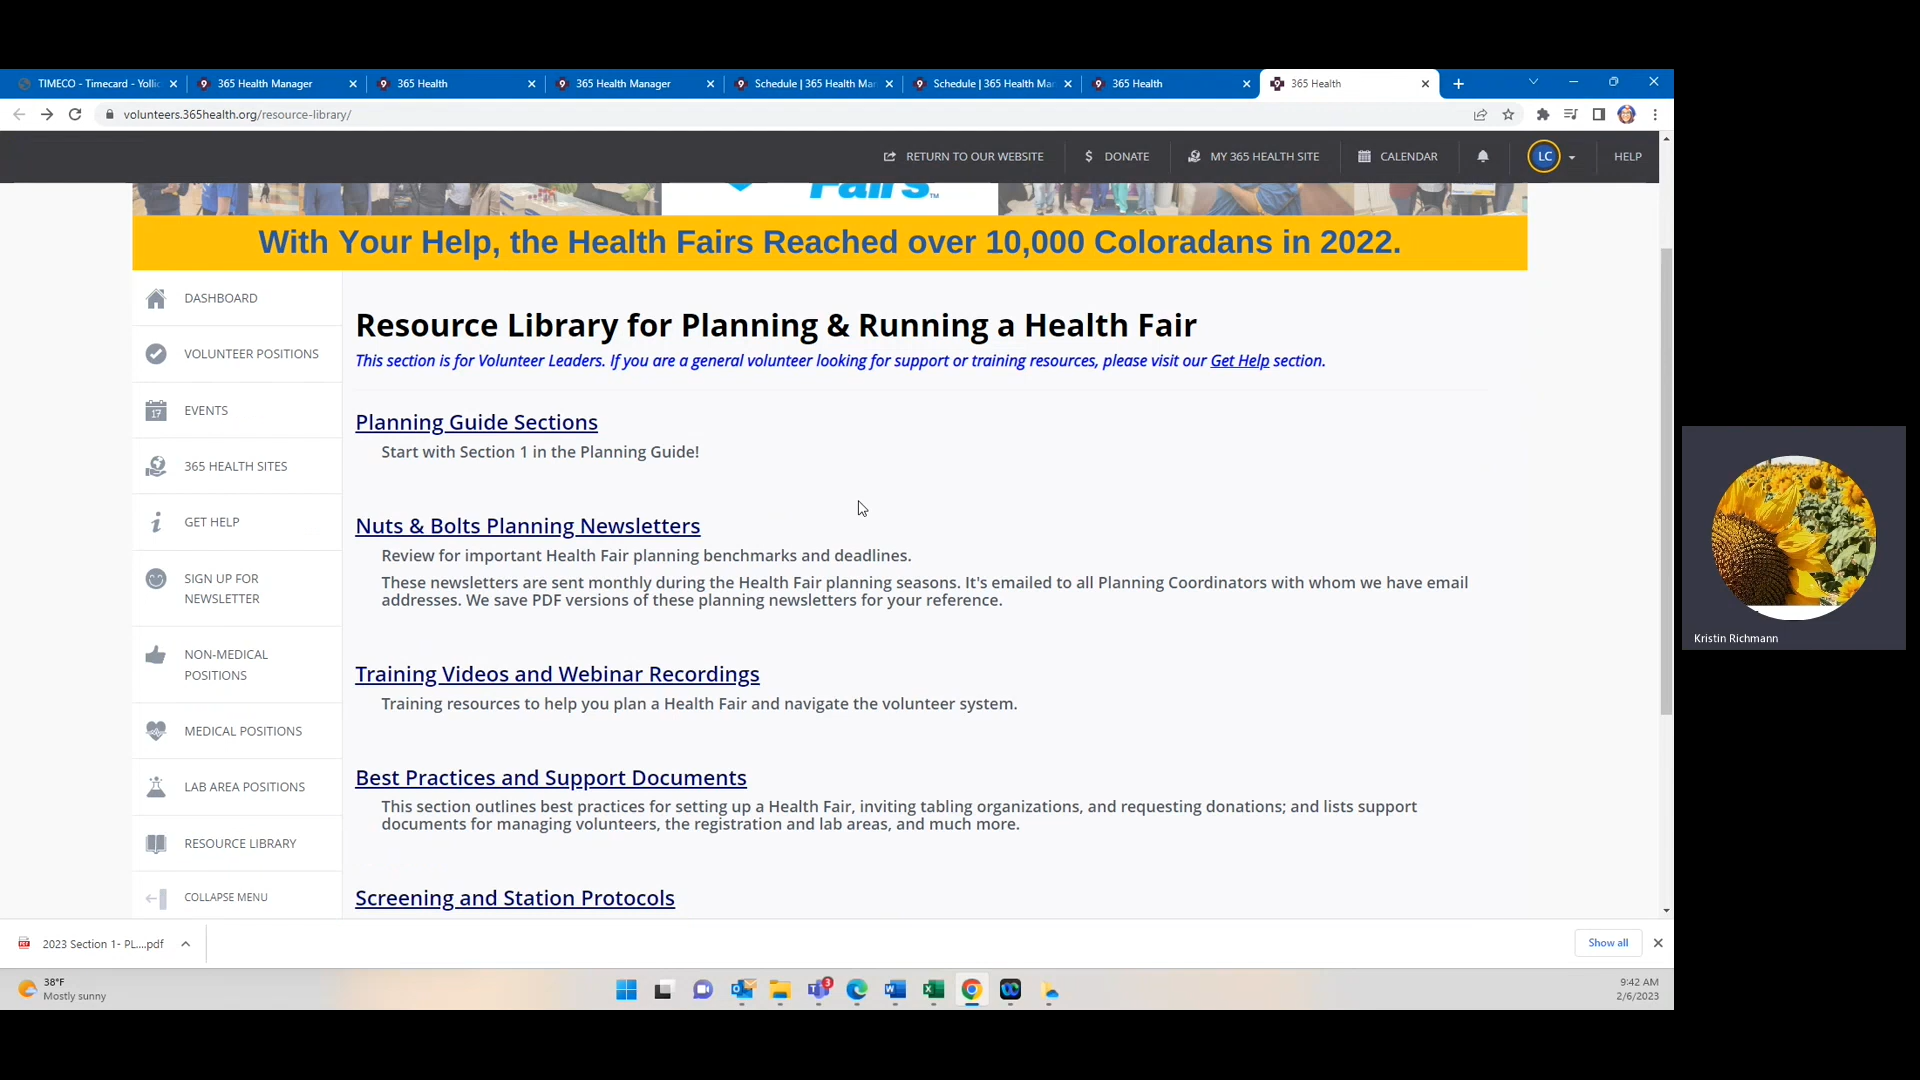 TIMECO - Timecard - Yollic
365 Health Manager
365 Health
365 Health Manager
Schedule | 365 Health Mar
Schedule | 365 Health Mar
365 Health
365 Health
volunteers.365health.org/resource-library/
RETURN TO OUR WEBSITE
$ DONATE
MY 365 HEALTH SITE
CALENDAR
LC
HELP
Fairs™
With Your Help, the Health Fairs Reached over 10,000 Coloradans in 2022.
DASHBOARD
VOLUNTEER POSITIONS
17 EVENTS
365 HEALTH SITES
GET HELP
SIGN UP FOR
NEWSLETTER
NON-MEDICAL
POSITIONS
MEDICAL POSITIONS
LAB AREA POSITIONS
RESOURCE LIBRARY
COLLAPSE MENU
Resource Library for Planning & Running a Health Fair
This section is for Volunteer Leaders. If you are a general volunteer looking for support or training resources, please visit our Get Help section.
Planning Guide Sections
Start with Section 1 in the Planning Guide!
Nuts & Bolts Planning Newsletters
Review for important Health Fair planning benchmarks and deadlines.
These newsletters are sent monthly during the Health Fair planning seasons. It's emailed to all Planning Coordinators with whom we have email
addresses. We save PDF versions of these planning newsletters for your reference.
Training Videos and Webinar Recordings
Training resources to help you plan a Health Fair and navigate the volunteer system.
Best Practices and Support Documents
This section outlines best practices for setting up a Health Fair, inviting tabling organizations, and requesting donations; and lists support
documents for managing volunteers, the registration and lab areas, and much more.
Screening and Station Protocols
Kristin Richmann
2023 Section 1- PL....pdf
Show all
38°F
Mostly sunny
3
9:42 AM
2/6/2023